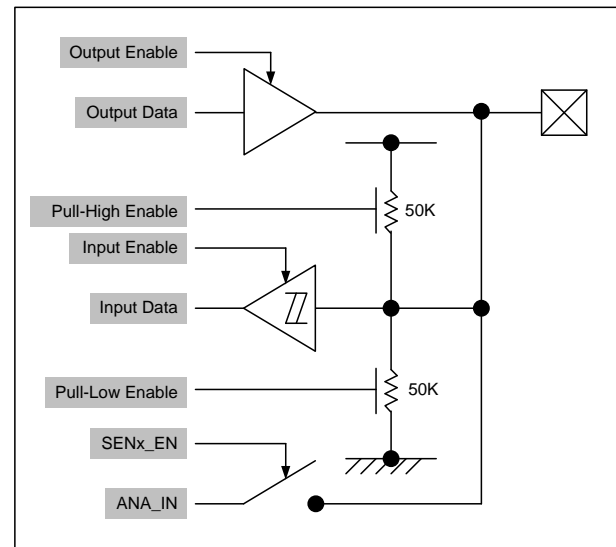 Output Enable
Output Data
Pull-High Enable
50K
Input Enable
Input Data
Pull-Low Enable
50K
SENx_EN
ANA_IN